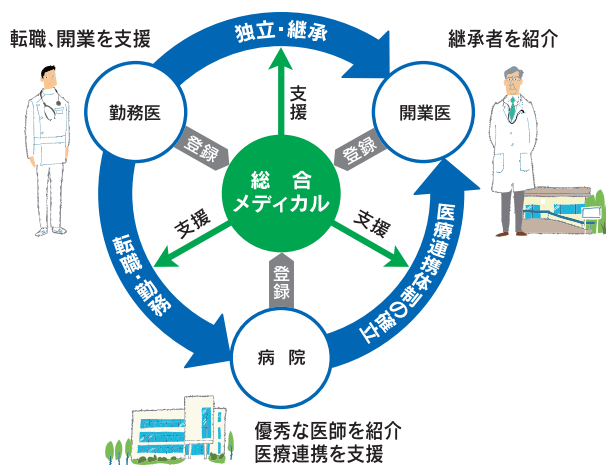 転職、開業を支援
独立・継承
継承者を紹介
勤務医
支援
開業医
登録
登録
総合
メディカル
支援
支援
転職・勤務
医療連携体制の確立
登録
病院
優秀な医師を紹介
医療連携を支援